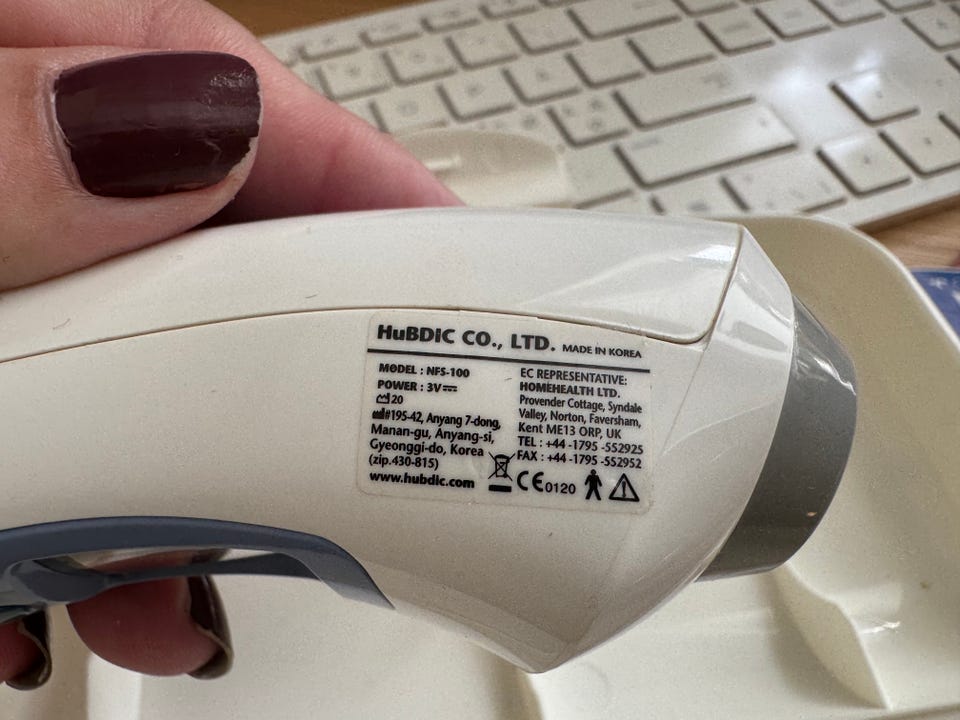 HuBDIC CO., LTD. MADE IN KOREA
MODEL : NFS-100
POWER : 3V
20
#195-42, Anyang 7-dong,
Manan-gu, Anyang-si,
Gyeonggi-do, Korea
(zip.430-815)
www.hubdic.com
EC REPRESENTATIVE:
HOMEHEALTH LTD.
Provender Cottage, Syndale
Valley, Norton, Faversham,
Kent ME13 ORP, UK
TEL : +44 -1795 -552925
FAX : +44 -1795 -552952
CE0120